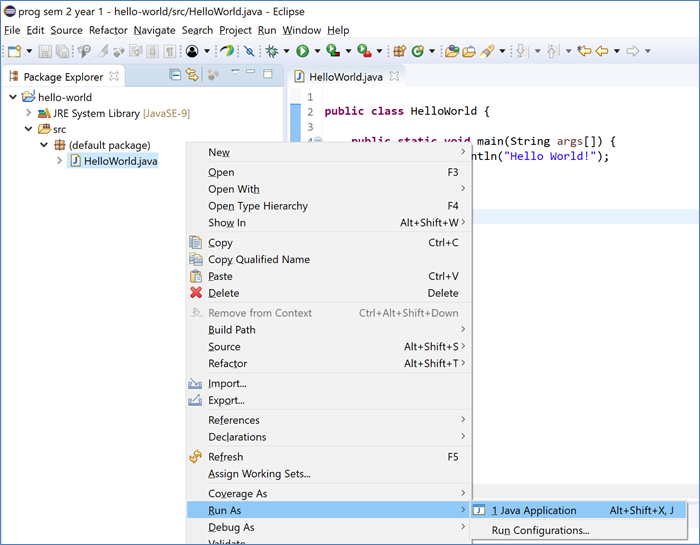 prog sem 2 year 1 - hello-world/src/HelloWorld.java - Eclipse
File Edit Source Refactor Navigate Search Project Run Window Help
Package Explorer
HelloWorld.java
hello-world
JRE System Library [JavaSE-9]
src
(default package)
HelloWorld.java
1
2 public class HelloWorld {
3
4 public static void main(String args[]) {
ntln("Hello World!");
New
Open F3
Open With
Open Type Hierarchy F4
Show In Alt+Shift+W
Copy Ctrl+C
Copy Qualified Name
Paste Ctrl+V
Delete Delete
Remove from Context Ctrl+Alt+Shift+Down
Build Path
Source Alt+Shift+S
Refactor Alt+Shift+T
Import...
Export...
References
Declarations
Refresh F5
Assign Working Sets...
Coverage As
Run As
1 Java Application Alt+Shift+X, J
Debug As
Run Configurations...
Validate